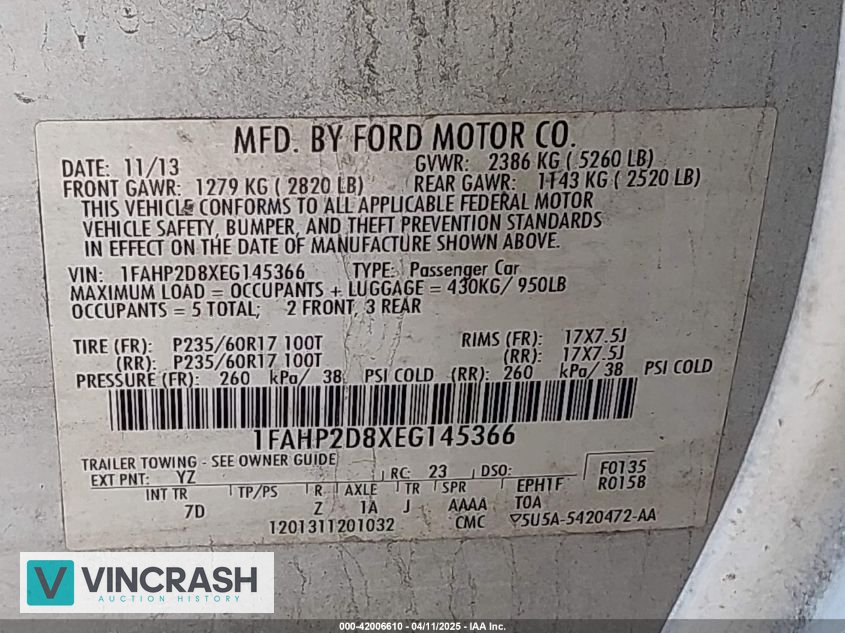 MFD. BY FORD MOTOR CO.
DATE: 11/13 GVWR: 2386 KG ( 5260 LB)
FRONT GAWR: 1279 KG ( 2820 LB) REAR GAWR: 1143 KG ( 2520 LB)
THIS VEHICLE CONFORMS TO ALL APPLICABLE FEDERAL MOTOR
VEHICLE SAFETY, BUMPER, AND THEFT PREVENTION STANDARDS
IN EFFECT ON THE DATE OF MANUFACTURE SHOWN ABOVE.
VIN: 1FAHP2D8XEG145366 TYPE: Passenger Car
MAXIMUM LOAD = OCCUPANTS + LUGGAGE = 430KG/ 950LB
OCCUPANTS = 5 TOTAL; 2 FRONT, 3 REAR
TIRE (FR): P235/60R17 100T RIMS (FR): 17X7.5J
(RR): P235/60R17 100T (RR): 17X7.5J
PRESSURE (FR): 260 kPa/ 38 PSI COLD (RR): 260 kPa/ 38 PSI COLD
1FAHP2D8XEG145366
TRAILER TOWING - SEE OWNER GUIDE
EXT PNT: YZ RC: 23 DSO: F0135
INT TR TP/PS R AXLE TR SPR EPH1F R0158
7D Z 1A J AAAA TOA
1201311201032 CMC 5U5A-5420472-AA
V VINCRASH
AUCTION HISTORY
000-42006610 - 04/11/2025 - IAA Inc.